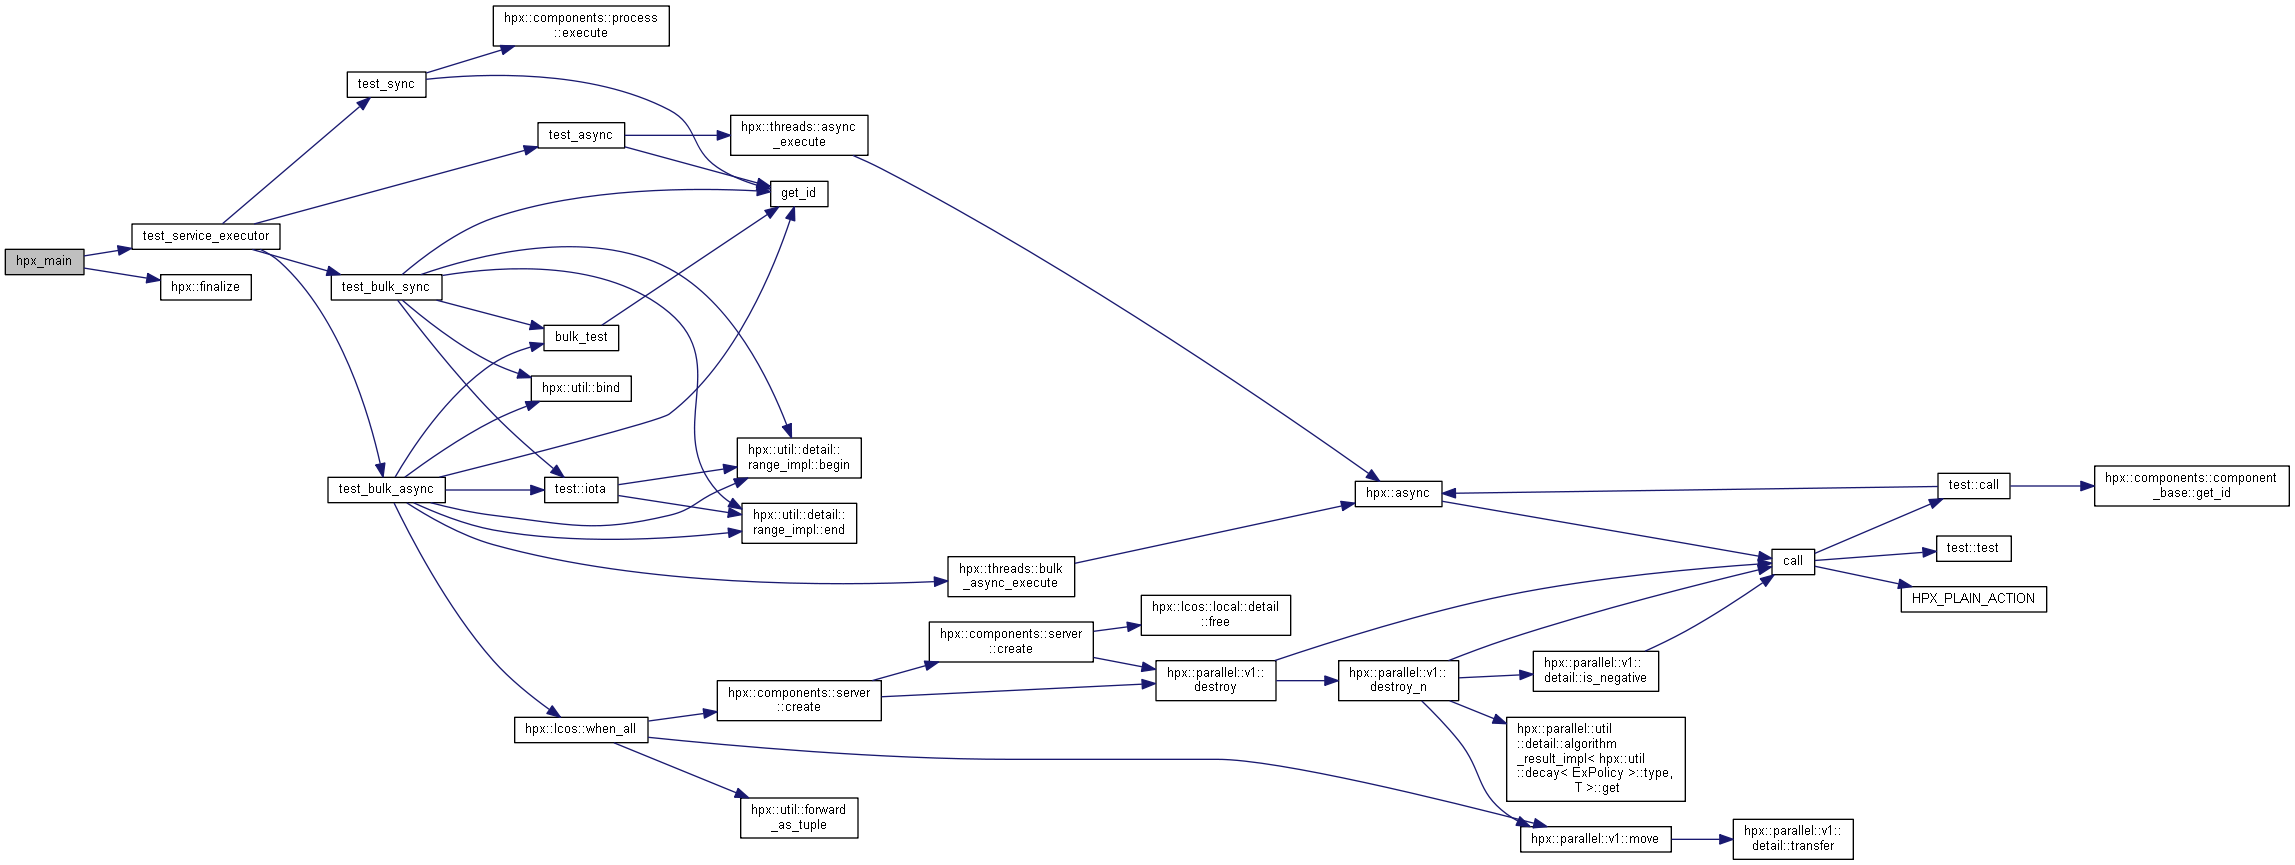 hpx::components::process
::execute
test_sync
test_async
hpx::threads::async
_execute
get_id
test_service_executor
hpx_main
hpx::finalize
test_bulk_sync
bulk_test
hpx::util::bind
hpx::util::detail::
range_impl::begin
test_bulk_async
test::iota
hpx::util::detail::
range_impl::end
hpx::async
test::call
hpx::components::component
_base::get_id
test::test
call
HPX_PLAIN_ACTION
hpx::threads::bulk
_async_execute
hpx::lcos::local::detail
::free
hpx::components::server
::create
hpx::components::server
::create
hpx::parallel::v1::
destroy
hpx::parallel::v1::
destroy_n
hpx::parallel::v1::
detail::is_negative
hpx::lcos::when_all
hpx::parallel::util
::detail::algorithm
_result_impl< hpx::util
::decay< ExPolicy >::type,
T >::get
hpx::util::forward
_as_tuple
hpx::parallel::v1::move
hpx::parallel::v1::
detail::transfer